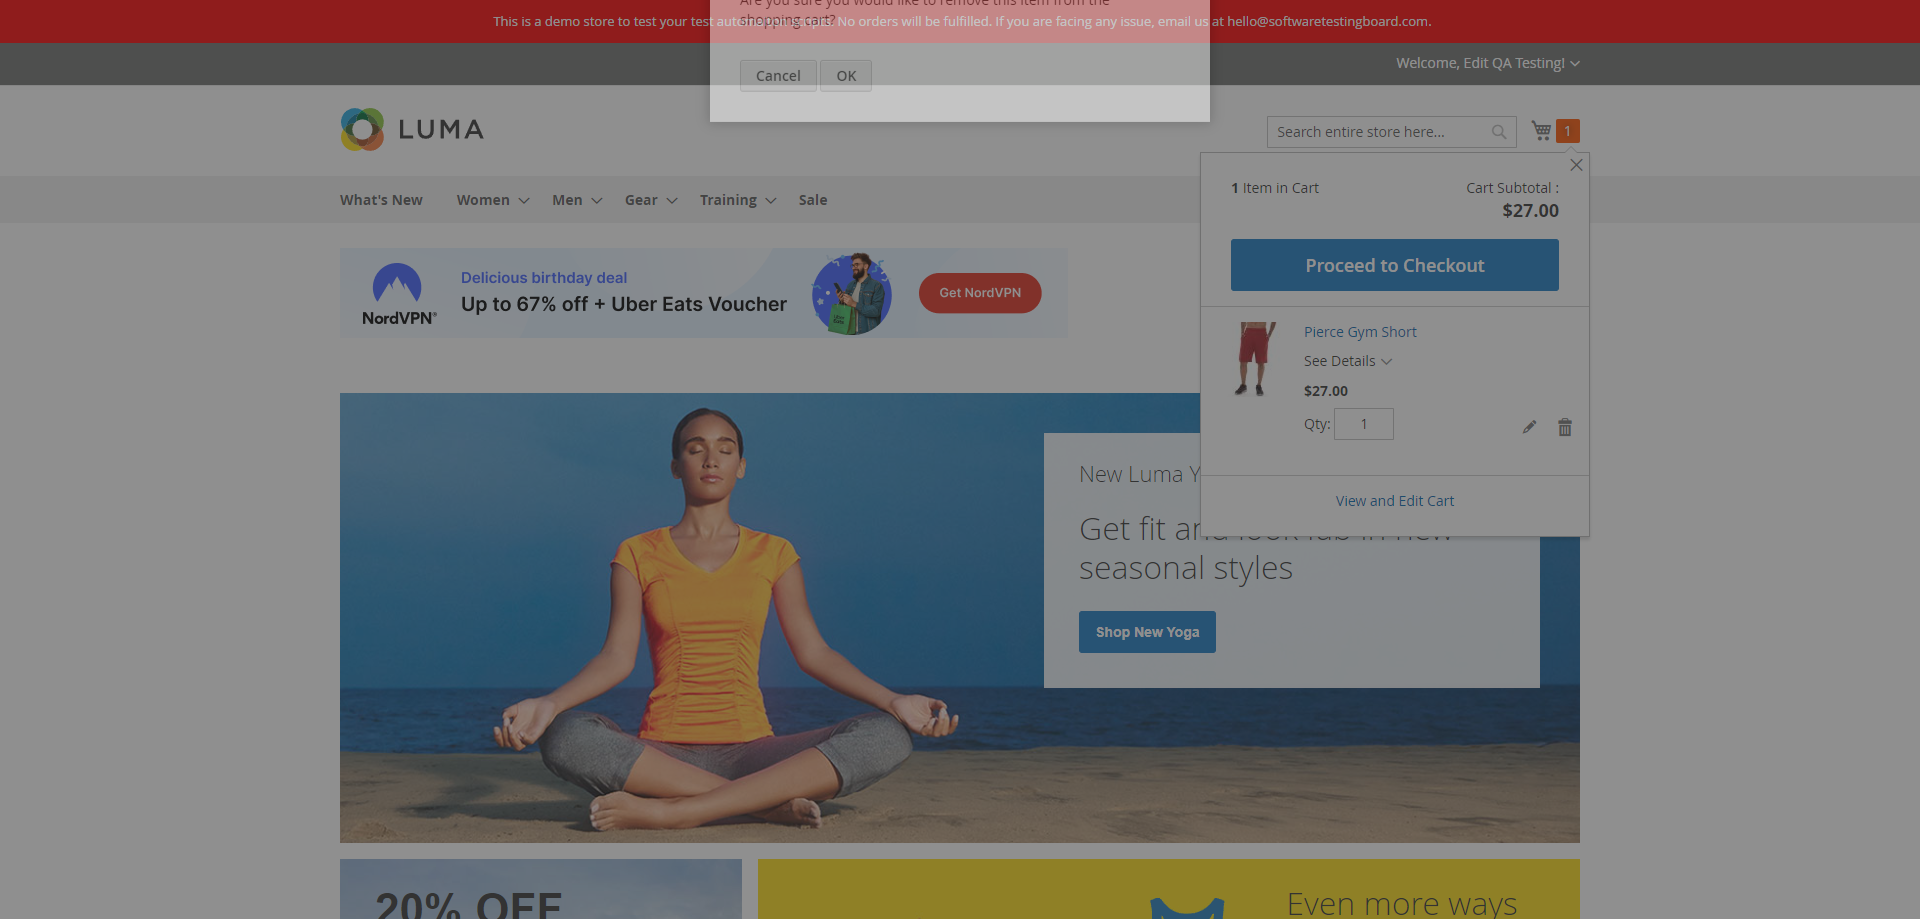 Are you sure you would like to remove this item from the
shopping cart?
This is a demo store to test your test automation scripts. No orders will be fulfilled. If you are facing any issue, email us at hello@softwaretestingboard.com.
Cancel OK
Welcome, Edit QA Testing!
LUMA
Search entire store here...
1
What's New Women Men Gear Training Sale
1 Item in Cart
Cart Subtotal :
$27.00
Proceed to Checkout
Pierce Gym Short
See Details
$27.00
Qty: 1
View and Edit Cart
NordVPN®
Delicious birthday deal
Up to 67% off + Uber Eats Voucher
Get NordVPN
New Luma Y
Get fit and look fab in new
seasonal styles
Shop New Yoga
20% OFF
Even more ways